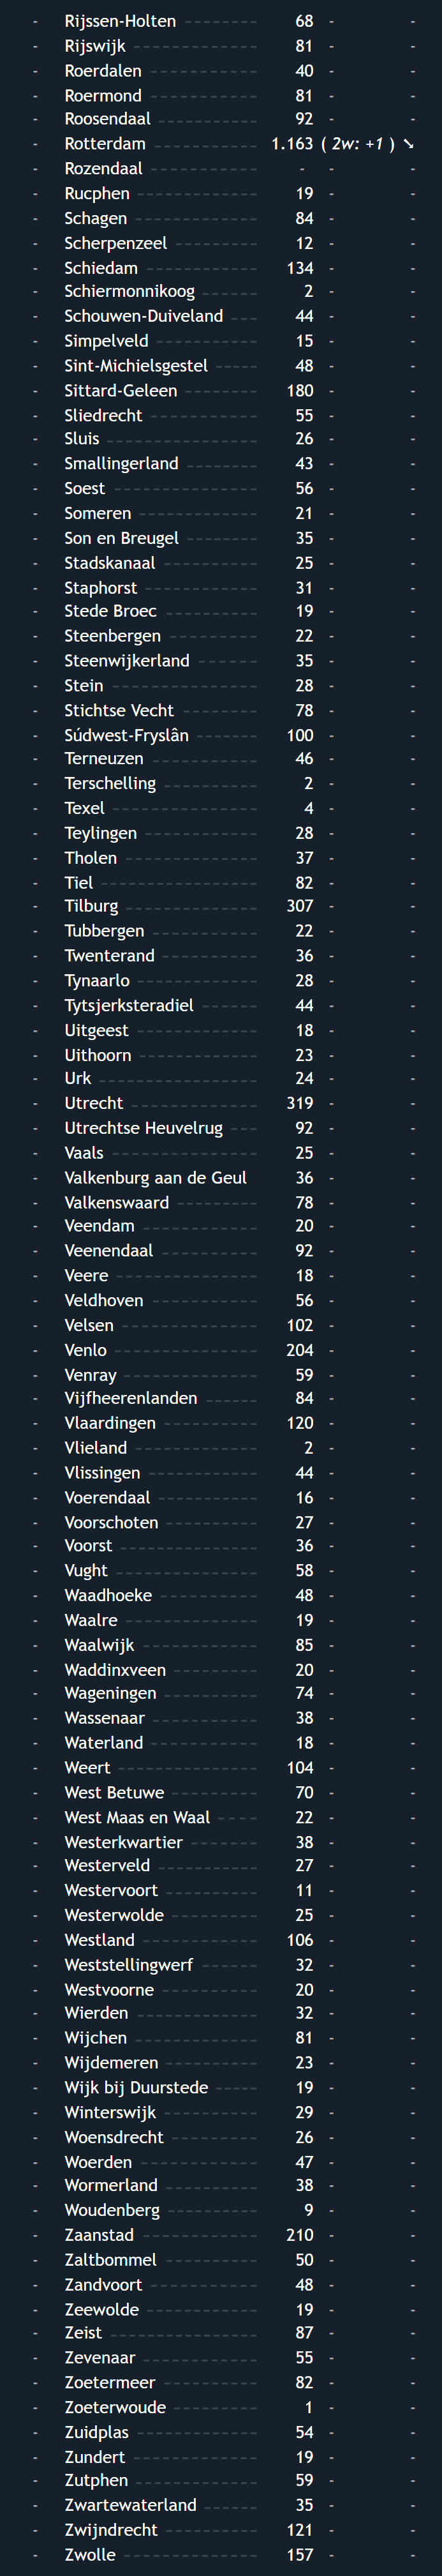 - Rijssen-Holten 68 - -
- Rijswijk 81 - -
- Roerdalen 40 - -
- Roermond 81 - -
- Roosendaal 92 - -
- Rotterdam 1.163 ( 2w: +1 ) ➘
- Rozendaal - - -
- Rucphen 19 - -
- Schagen 84 - -
- Scherpenzeel 12 - -
- Schiedam 134 - -
- Schiermonnikoog 2 - -
- Schouwen-Duiveland 44 - -
- Simpelveld 15 - -
- Sint-Michielsgestel 48 - -
- Sittard-Geleen 180 - -
- Sliedrecht 55 - -
- Sluis 26 - -
- Smallingerland 43 - -
- Soest 56 - -
- Someren 21 - -
- Son en Breugel 35 - -
- Stadskanaal 25 - -
- Staphorst 31 - -
- Stede Broec 19 - -
- Steenbergen 22 - -
- Steenwijkerland 35 - -
- Stein 28 - -
- Stichtse Vecht 78 - -
- Súdwest-Fryslân 100 - -
- Terneuzen 46 - -
- Terschelling 2 - -
- Texel 4 - -
- Teylingen 28 - -
- Tholen 37 - -
- Tiel 82 - -
- Tilburg 307 - -
- Tubbergen 22 - -
- Twenterand 36 - -
- Tynaarlo 28 - -
- Tytsjerksteradiel 44 - -
- Uitgeest 18 - -
- Uithoorn 23 - -
- Urk 24 - -
- Utrecht 319 - -
- Utrechtse Heuvelrug 92 - -
- Vaals 25 - -
- Valkenburg aan de Geul 36 - -
- Valkenswaard 78 - -
- Veendam 20 - -
- Veenendaal 92 - -
- Veere 18 - -
- Veldhoven 56 - -
- Velsen 102 - -
- Venlo 204 - -
- Venray 59 - -
- Vijfheerenlanden 84 - -
- Vlaardingen 120 - -
- Vlieland 2 - -
- Vlissingen 44 - -
- Voerendaal 16 - -
- Voorschoten 27 - -
- Voorst 36 - -
- Vught 58 - -
- Waadhoeke 48 - -
- Waalre 19 - -
- Waalwijk 85 - -
- Waddinxveen 20 - -
- Wageningen 74 - -
- Wassenaar 38 - -
- Waterland 18 - -
- Weert 104 - -
- West Betuwe 70 - -
- West Maas en Waal 22 - -
- Westerkwartier 38 - -
- Westerveld 27 - -
- Westervoort 11 - -
- Westerwolde 25 - -
- Westland 106 - -
- Weststellingwerf 32 - -
- Westvoorne 20 - -
- Wierden 32 - -
- Wijchen 81 - -
- Wijdemeren 23 - -
- Wijk bij Duurstede 19 - -
- Winterswijk 29 - -
- Woensdrecht 26 - -
- Woerden 47 - -
- Wormerland 38 - -
- Woudenberg 9 - -
- Zaanstad 210 - -
- Zaltbommel 50 - -
- Zandvoort 48 - -
- Zeewolde 19 - -
- Zeist 87 - -
- Zevenaar 55 - -
- Zoetermeer 82 - -
- Zoeterwoude 1 - -
- Zuidplas 54 - -
- Zundert 19 - -
- Zutphen 59 - -
- Zwartewaterland 35 - -
- Zwijndrecht 121 - -
- Zwolle 157 - -